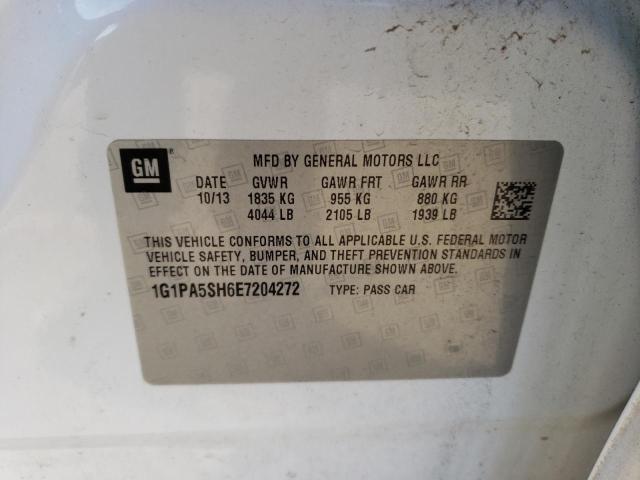 GM
MFD BY GENERAL MOTORS LLC
DATE GVWR GAWR FRT GAWR RR
10/13 1835 KG 955 KG 880 KG
4044 LB 2105 LB 1939 LB
THIS VEHICLE CONFORMS TO ALL APPLICABLE U.S. FEDERAL MOTOR
VEHICLE SAFETY, BUMPER, AND THEFT PREVENTION STANDARDS IN
EFFECT ON THE DATE OF MANUFACTURE SHOWN ABOVE.
1G1PA5SH6E7204272 TYPE: PASS CAR